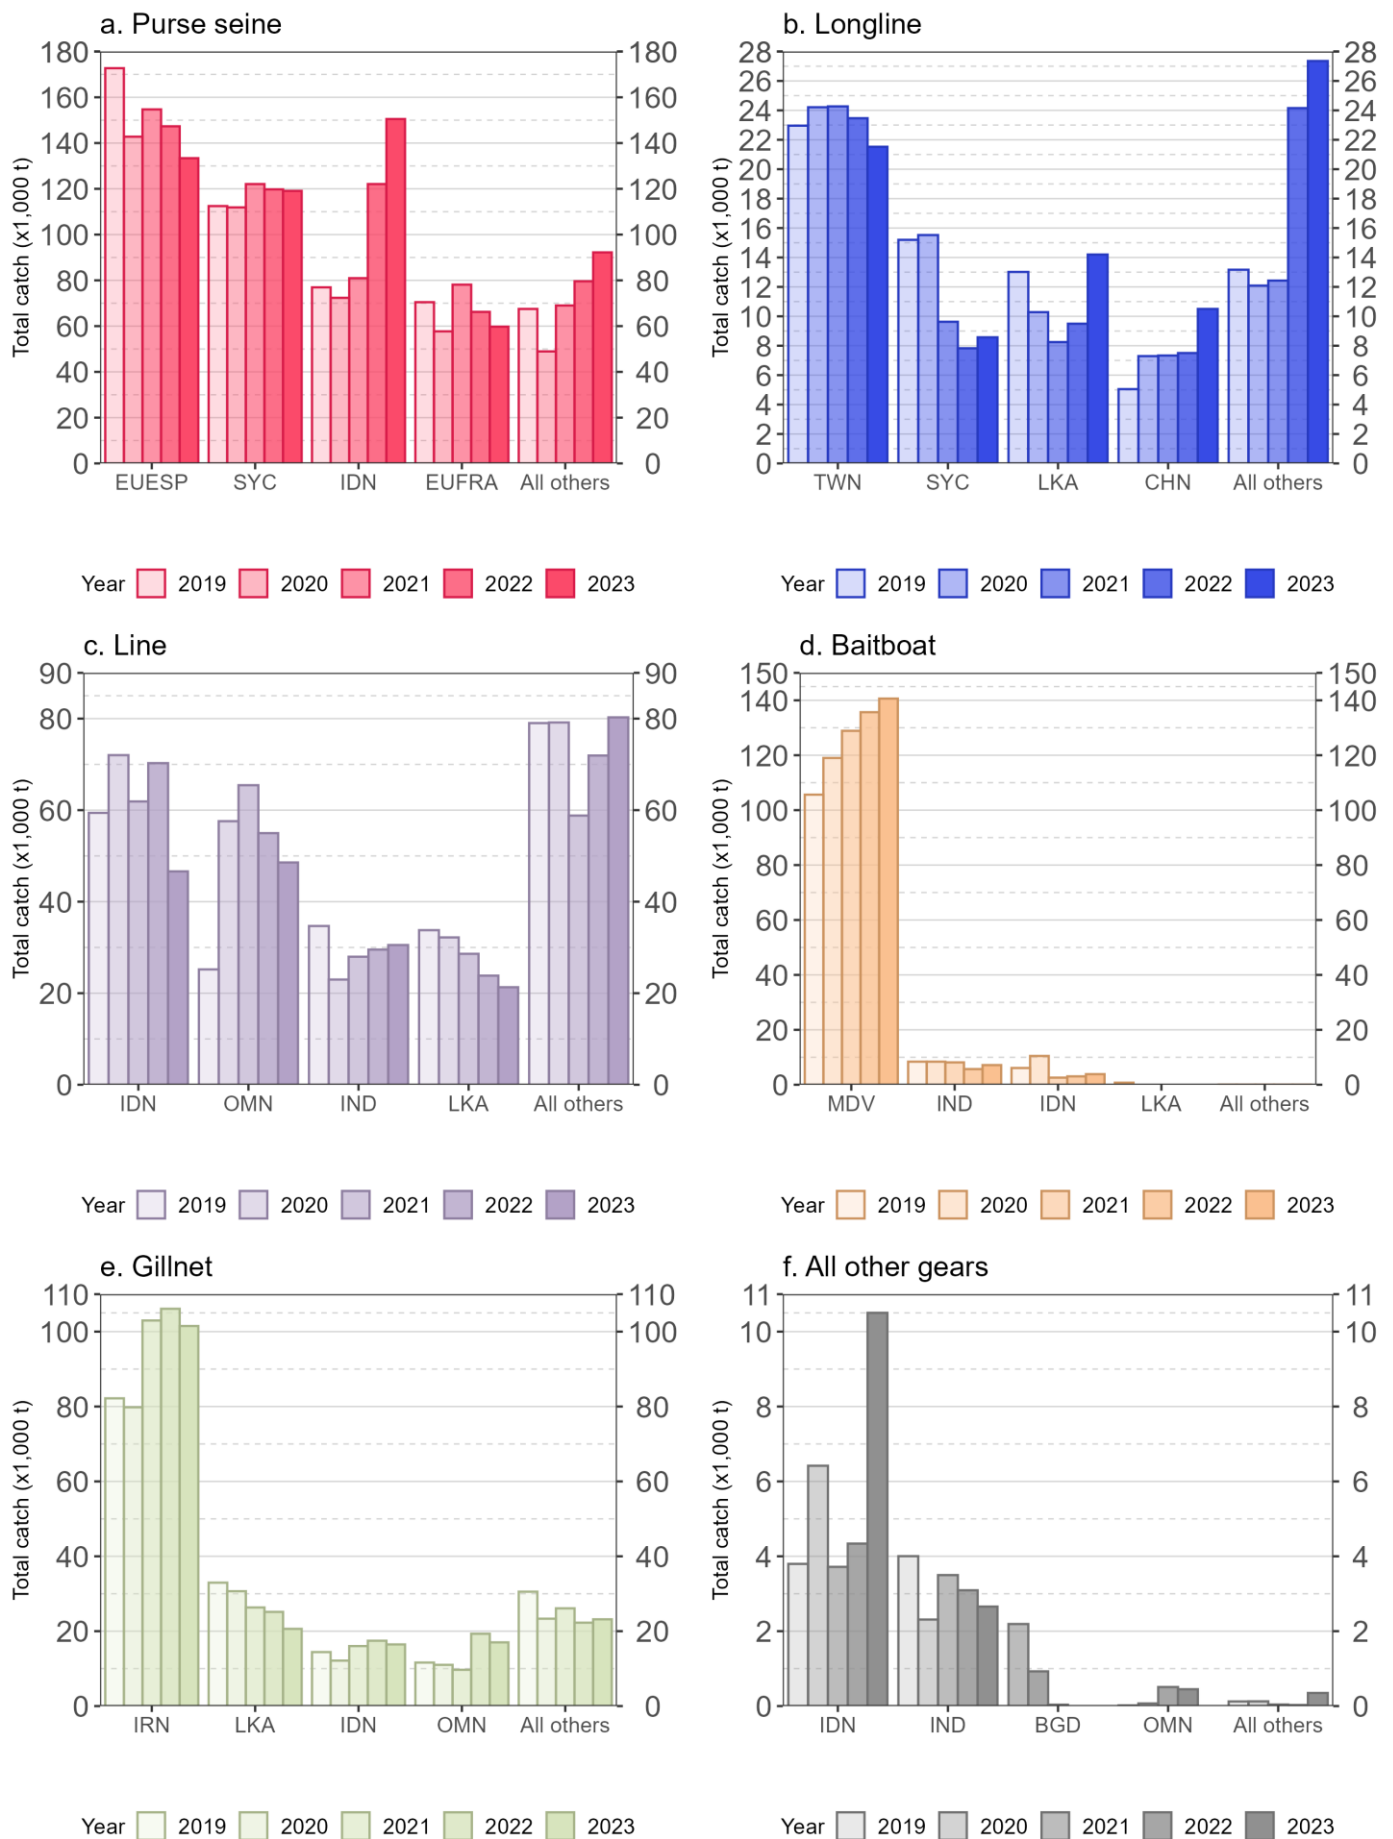 a. Purse seine
180 180
160 160
140 140
120 120
100 100
80 80
60 60
40 40
20 20
0 0
Total catch (x1,000 t)
EUESP SYC IDN EUFRA All others
Year 2019 2020 2021 2022 2023
b. Longline
28 28
26 26
24 24
22 22
20 20
18 18
16 16
14 14
12 12
10 10
8 8
6 6
4 4
2 2
0 0
Total catch (x1,000 t)
TWN SYC LKA CHN All others
Year 2019 2020 2021 2022 2023
c. Line
90 90
80 80
60 60
40 40
20 20
0 0
Total catch (x1,000 t)
IDN OMN IND LKA All others
Year 2019 2020 2021 2022 2023
d. Baitboat
150 150
140 140
120 120
100 100
80 80
60 60
40 40
20 20
0 0
Total catch (x1,000 t)
MDV IND IDN LKA All others
Year 2019 2020 2021 2022 2023
e. Gillnet
110 110
100 100
80 80
60 60
40 40
20 20
0 0
Total catch (x1,000 t)
IRN LKA IDN OMN All others
Year 2019 2020 2021 2022 2023
f. All other gears
11 11
10 10
8 8
6 6
4 4
2 2
0 0
Total catch (x1,000 t)
IDN IND BGD OMN All others
Year 2019 2020 2021 2022 2023